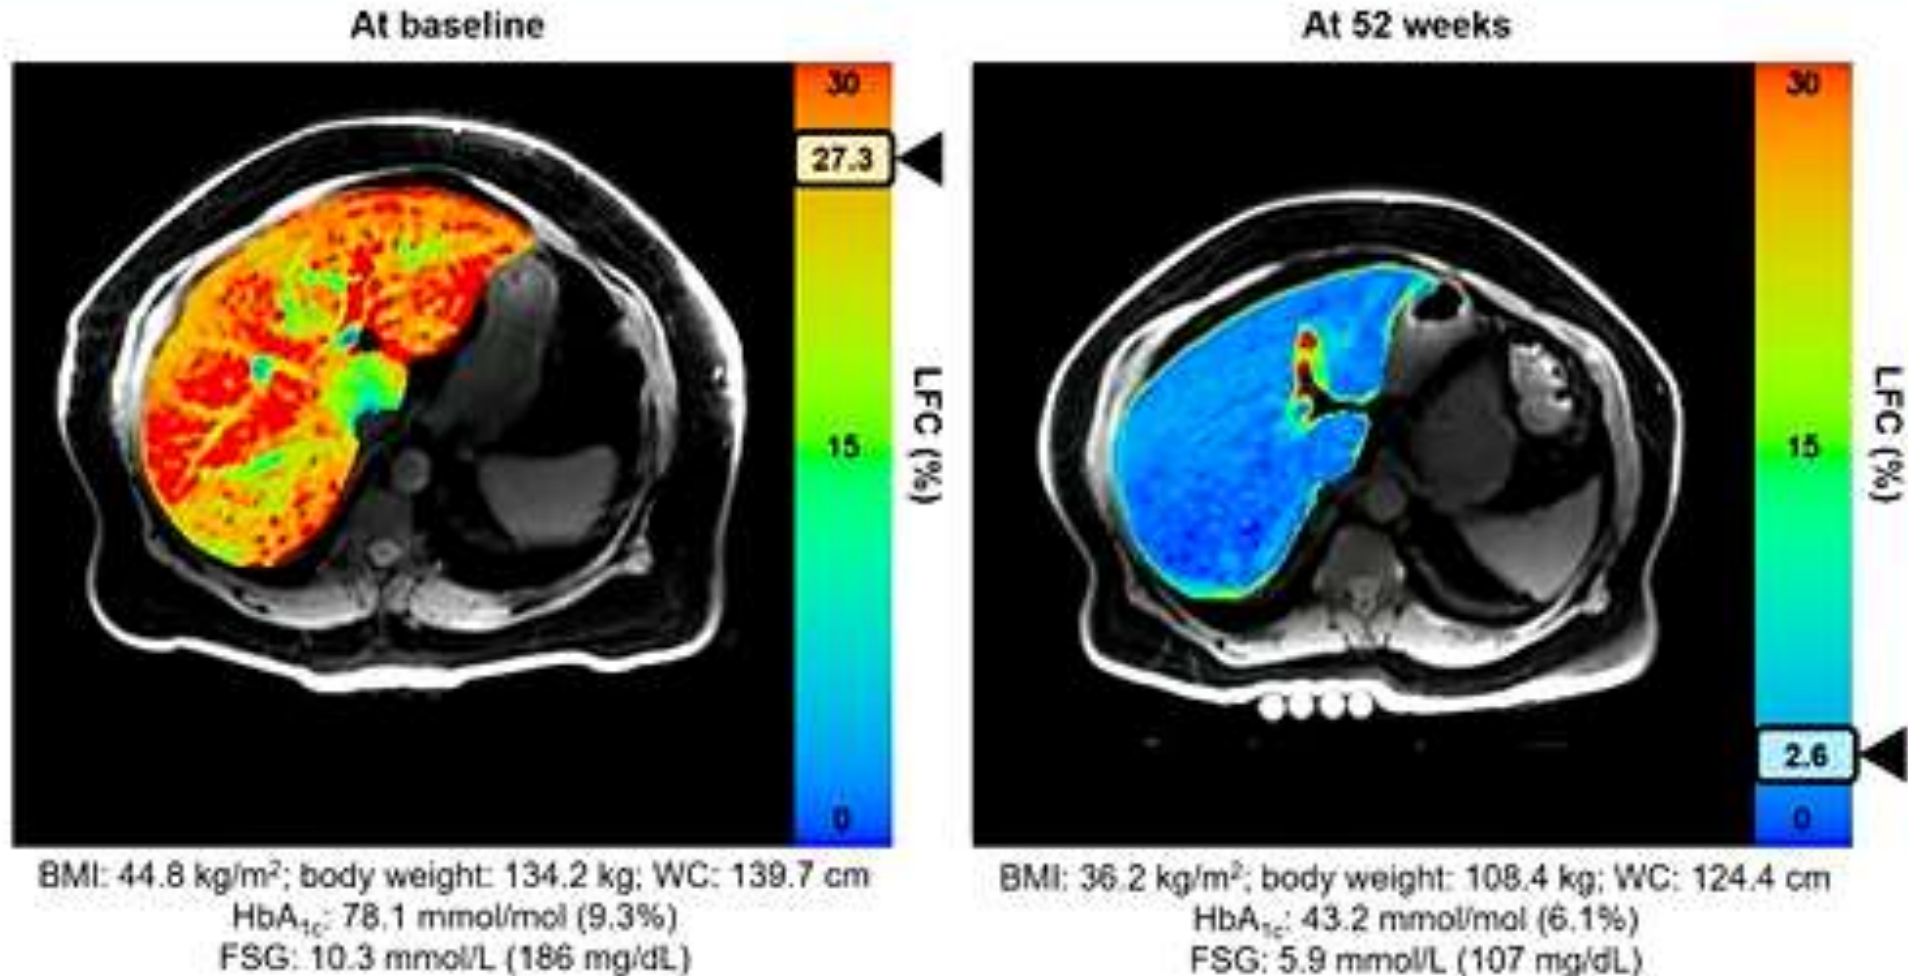 At baseline
30
27.3
15
0
LFC (%)
BMI: 44.8 kg/m²; body weight: 134.2 kg; WC: 139.7 cm
HbA₁c: 78.1 mmol/mol (9.3%)
FSG: 10.3 mmol/L (186 mg/dL)
At 52 weeks
30
15
2.6
0
LFC (%)
BMI: 36.2 kg/m²; body weight: 108.4 kg; WC: 124.4 cm
HbA₁c: 43.2 mmol/mol (6.1%)
FSG: 5.9 mmol/L (107 mg/dL)